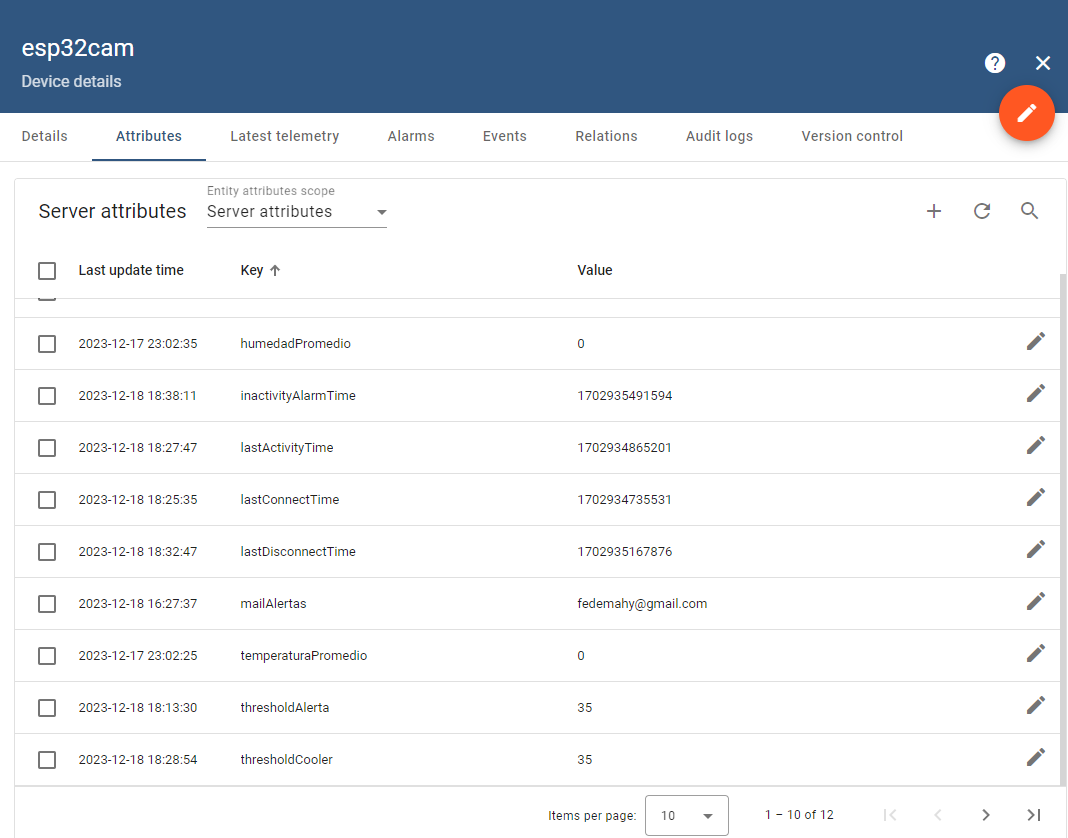 esp32cam
Device details
?
Details Attributes Latest telemetry Alarms Events Relations Audit logs Version control
Entity attributes scope
Server attributes Server attributes
Last update time Key Value
2023-12-17 23:02:35 humedadPromedio 0
2023-12-18 18:38:11 inactivityAlarmTime 1702935491594
2023-12-18 18:27:47 lastActivityTime 1702934865201
2023-12-18 18:25:35 lastConnectTime 1702934735531
2023-12-18 18:32:47 lastDisconnectTime 1702935167876
2023-12-18 16:27:37 mailAlertas fedemahy@gmail.com
2023-12-17 23:02:25 temperaturaPromedio 0
2023-12-18 18:13:30 thresholdAlerta 35
2023-12-18 18:28:54 thresholdCooler 35
Items per page: 10 1 – 10 of 12